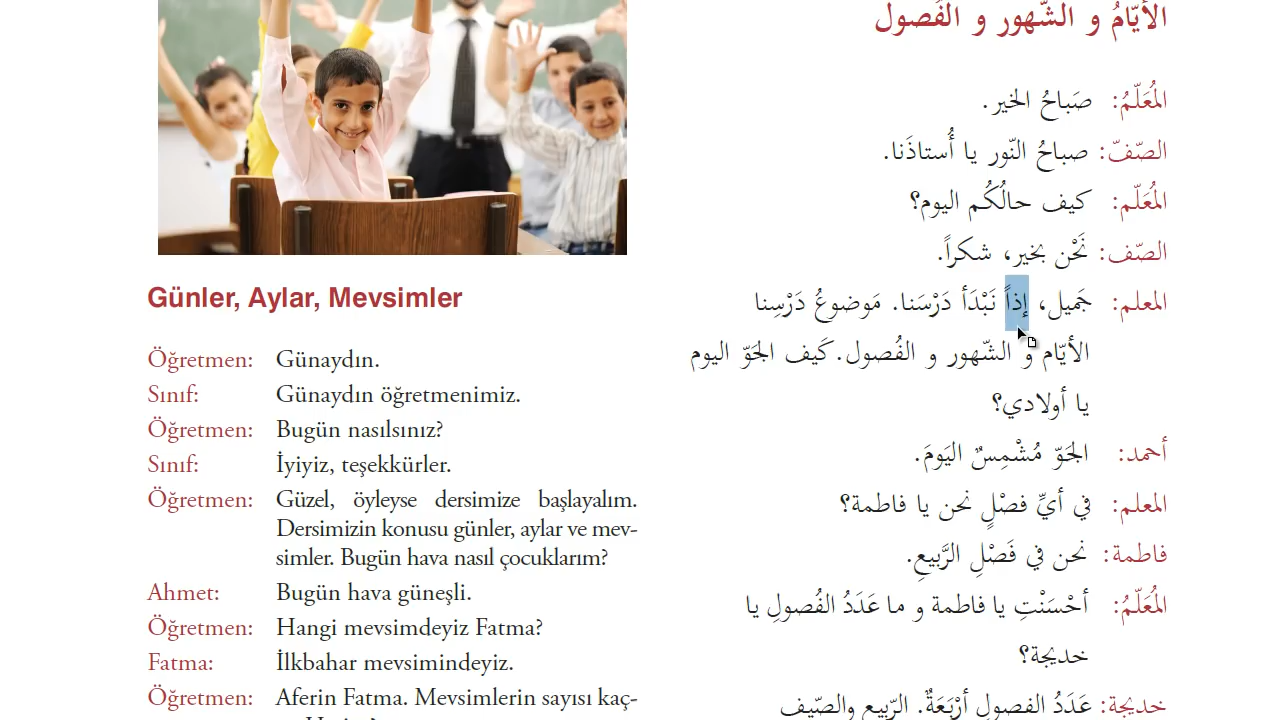 Günler, Aylar, Mevsimler
Öğretmen: Günaydın.
Sınıf: Günaydın öğretmenimiz.
Öğretmen: Bugün nasılsınız?
Sınıf: İyiyiz, teşekkürler.
Öğretmen: Güzel, öyleyse dersimize başlayalım.
Dersimizin konusu günler, aylar ve mev-
simler. Bugün hava nasıl çocuklarım?
Ahmet: Bugün hava güneşli.
Öğretmen: Hangi mevsimdeyiz Fatma?
Fatma: İlkbahar mevsimindeyiz.
Öğretmen: Aferin Fatma. Mevsimlerin sayısı kaç-
الأيّامُ و الشّهور و الفَصول
المُعَلّمُ: صَباحُ الخير.
الصّفّ: صباحُ النّور يا أُستاذَنا.
المُعَلّم: كيف حالُكُم اليوم؟
الصّف: نَحْن بخير، شكراً.
المعلم: جَميل، إذاً نَبْدَأ دَرْسَنا. مَوضوعُ دَرْسِنا
الأيّام و الشّهور و الفُصول. كَيف الجَوّ اليوم
يا أولادي؟
أحمد: الجَوّ مُشْمِسٌ اليَومَ.
المعلم: في أيِّ فصْلٍ نحن يا فاطمة؟
فاطمة: نحن في فَصْلِ الرَّبيعِ.
المُعَلّمُ: أحْسَنْتِ يا فاطمة و ما عَدَدُ الفُصولِ يا
خديجة؟
خديجة: عَدَدُ الفصولِ أرْبَعَةٌ. الرّبيع والصّيف